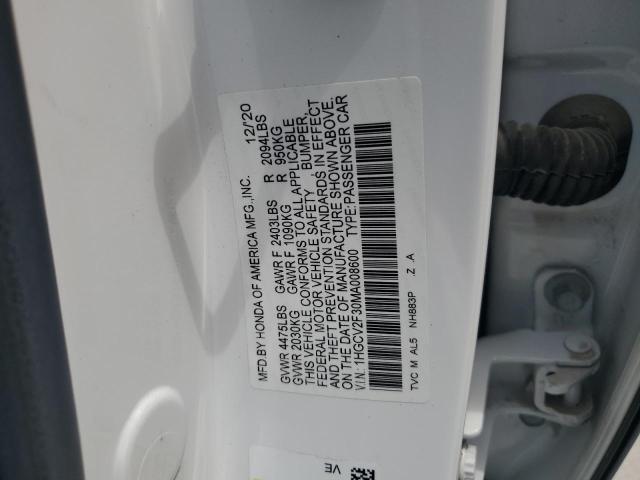 MFD.BY HONDA OF AMERICA MFG.,INC. 12/20
GVWR 4475LBS GAWR F 2403LBS R 2094LBS
GVWR 2030KG GAWR F 1090KG R 950KG
THIS VEHICLE CONFORMS TO ALL APPLICABLE
FEDERAL MOTOR VEHICLE SAFETY, BUMPER,
AND THEFT PREVENTION STANDARDS IN EFFECT
ON THE DATE OF MANUFACTURE SHOWN ABOVE.
V.I.N.: 1HGCV2F30MA008600 TYPE:PASSENGER CAR
TVC M AL5 NH883P Z .A
VE